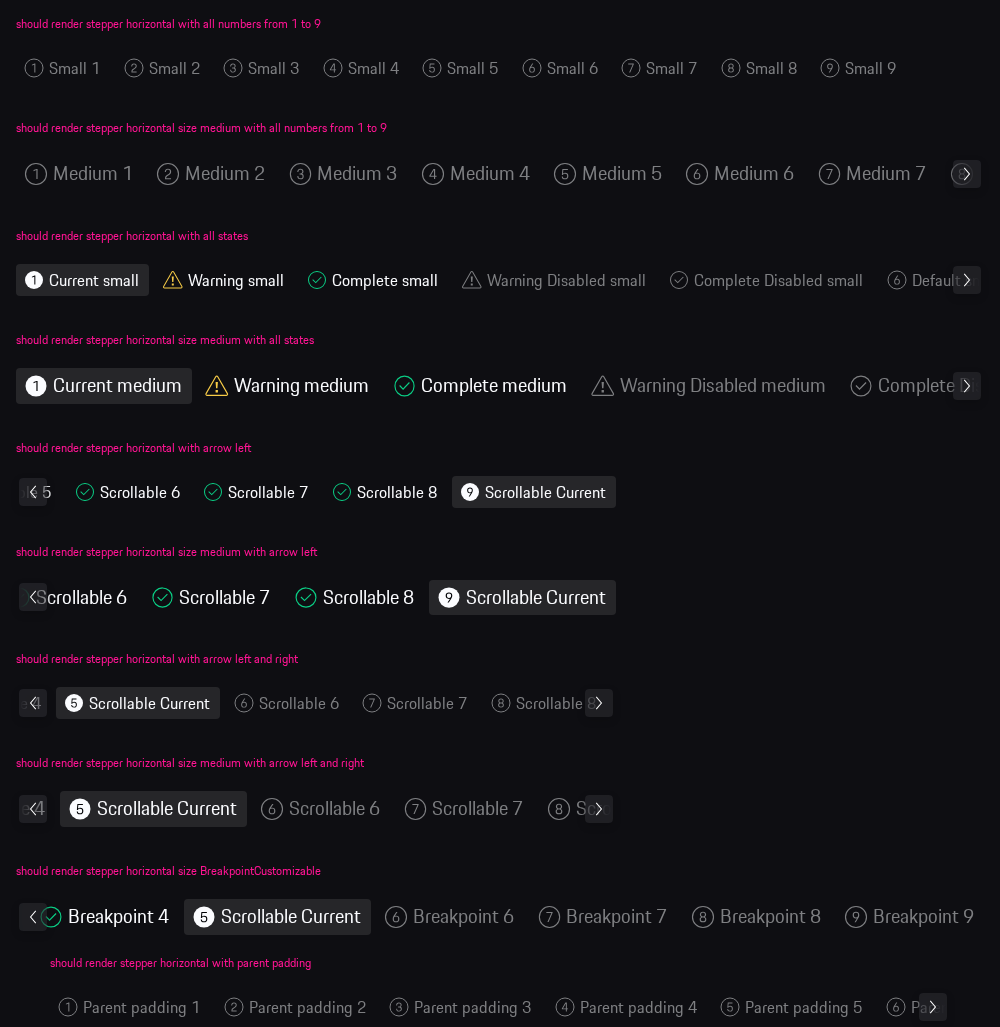 should render stepper horizontal with all numbers from 1 to 9
1 Small 1 2 Small 2 3 Small 3 4 Small 4 5 Small 5 6 Small 6 7 Small 7 8 Small 8 9 Small 9
should render stepper horizontal size medium with all numbers from 1 to 9
1 Medium 1 2 Medium 2 3 Medium 3 4 Medium 4 5 Medium 5 6 Medium 6 7 Medium 7 8
should render stepper horizontal with all states
1 Current small Warning small Complete small Warning Disabled small Complete Disabled small 6 Default
should render stepper horizontal size medium with all states
1 Current medium Warning medium Complete medium Warning Disabled medium Complete
should render stepper horizontal with arrow left
5 Scrollable 6 Scrollable 7 Scrollable 8 9 Scrollable Current
should render stepper horizontal size medium with arrow left
Scrollable 6 Scrollable 7 Scrollable 8 9 Scrollable Current
should render stepper horizontal with arrow left and right
4 5 Scrollable Current 6 Scrollable 6 7 Scrollable 7 8 Scrollable 8
should render stepper horizontal size medium with arrow left and right
4 5 Scrollable Current 6 Scrollable 6 7 Scrollable 7 8
should render stepper horizontal size BreakpointCustomizable
Breakpoint 4 5 Scrollable Current 6 Breakpoint 6 7 Breakpoint 7 8 Breakpoint 8 9 Breakpoint 9
should render stepper horizontal with parent padding
1 Parent padding 1 2 Parent padding 2 3 Parent padding 3 4 Parent padding 4 5 Parent padding 5 6